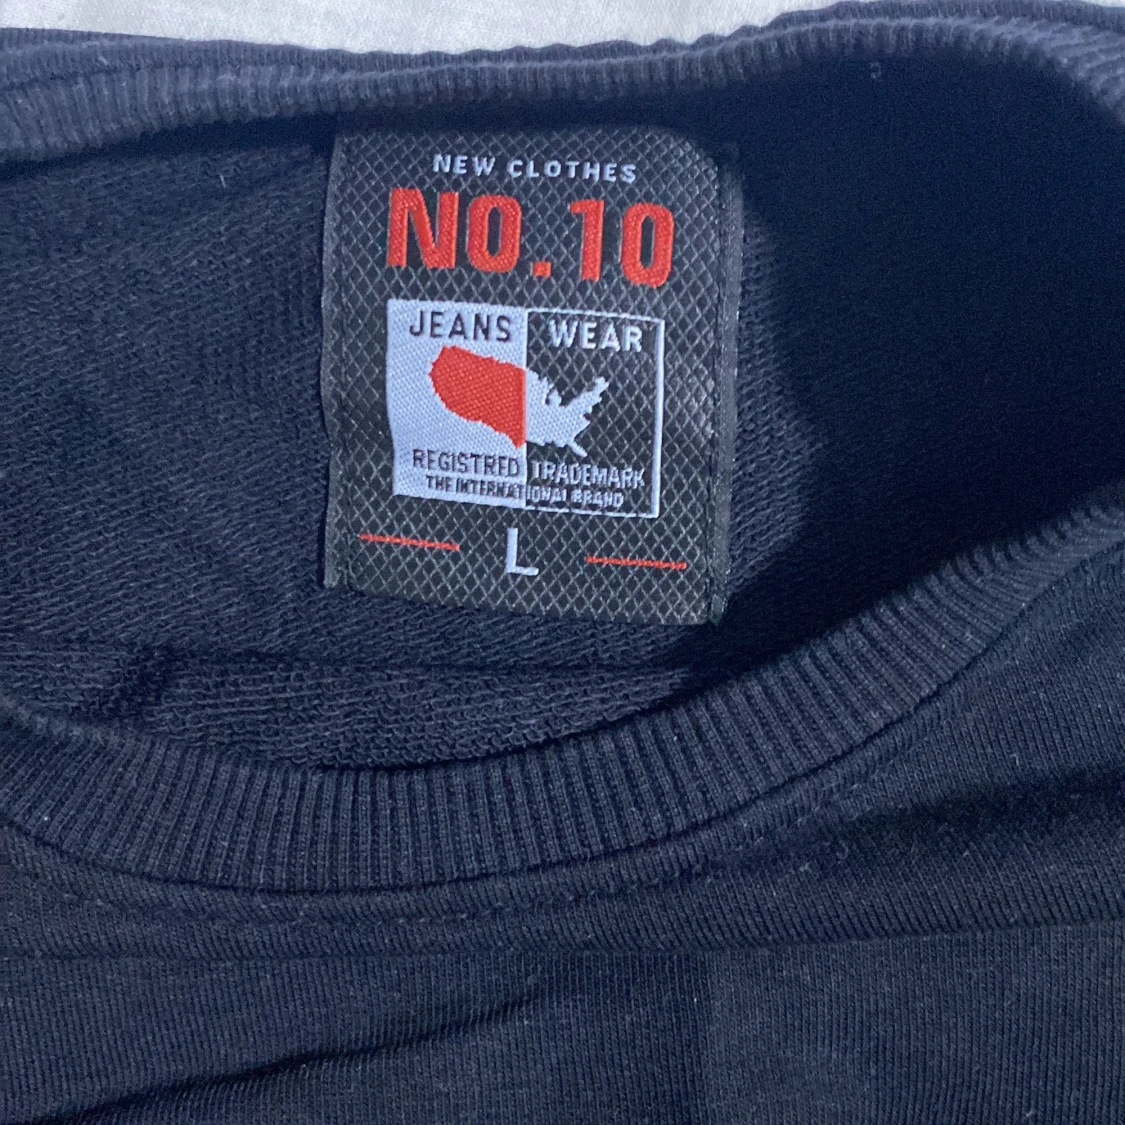 NEW CLOTHES
NO.10
JEANS WEAR
REGISTRED TRADEMARK
THE INTERNATIONAL BRAND
L